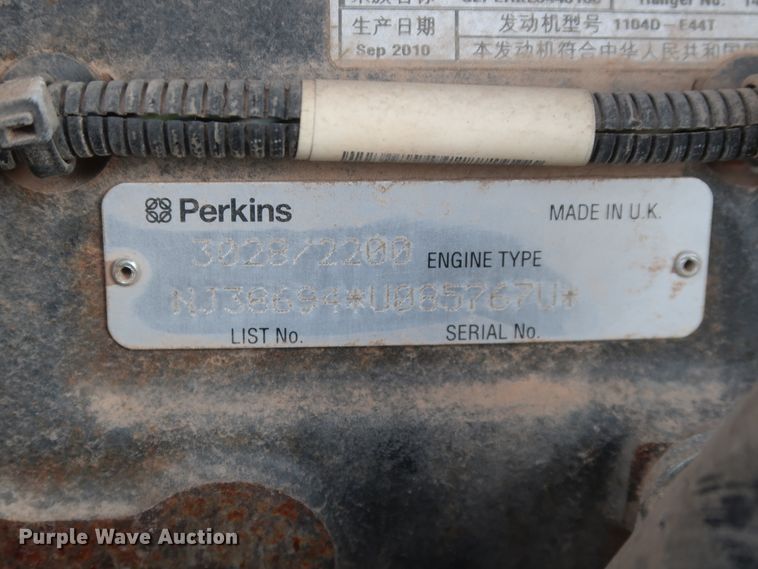 生产日期 发动机型号 1104D-E44T
Sep 2010 本发动机符合中华人民共和国
Perkins MADE IN U.K.
3028/2200 ENGINE TYPE
NJ38694*U085767U*
LIST No. SERIAL No.
Purple Wave Auction